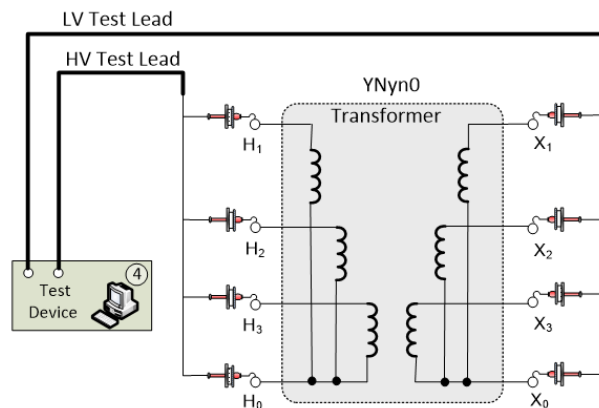 LV Test Lead
HV Test Lead
YNyn0
Transformer
H₁
X₁
H₂
X₂
4
Test
Device
H₃
X₃
H₀
X₀